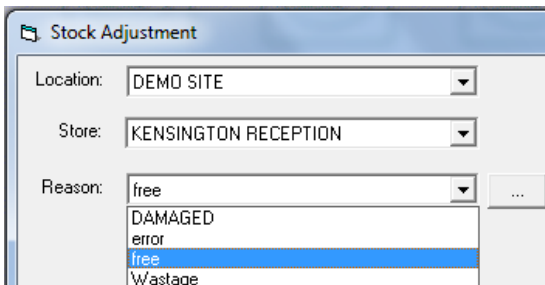 Stock Adjustment
Location: DEMO SITE
Store: KENSINGTON RECEPTION
Reason: free ...
DAMAGED
error
free
Wastage